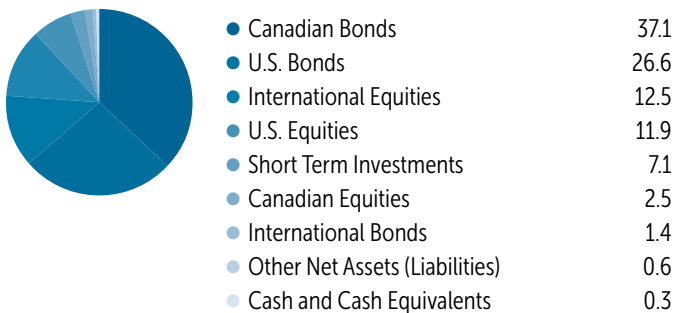 Canadian Bonds 37.1
U.S. Bonds 26.6
International Equities 12.5
U.S. Equities 11.9
Short Term Investments 7.1
Canadian Equities 2.5
International Bonds 1.4
Other Net Assets (Liabilities) 0.6
Cash and Cash Equivalents 0.3